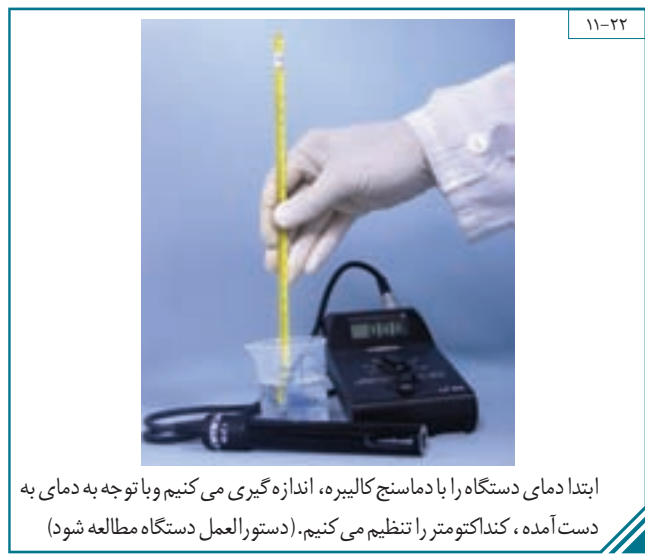 ۱۱-۲۲
ابتدا دمای دستگاه را با دماسنج کالیبره، اندازه گیری می کنیم وبا توجه به دمای به
دست آمده ، کنداکتومتر را تنظیم می کنیم. (دستورالعمل دستگاه مطالعه شود)